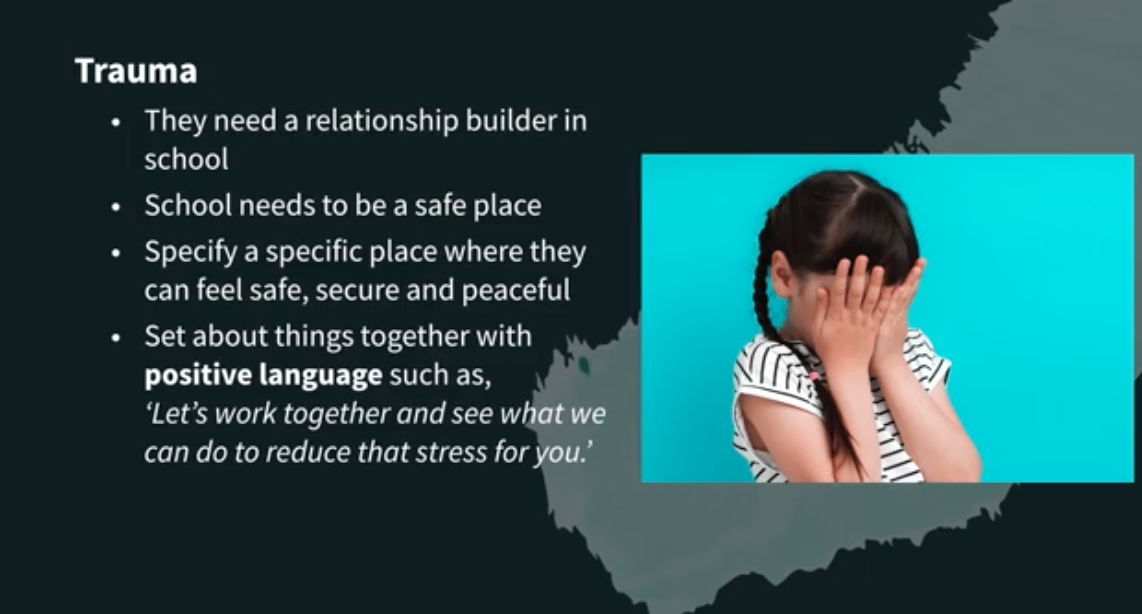 Trauma
• They need a relationship builder in
school
• School needs to be a safe place
• Specify a specific place where they
can feel safe, secure and peaceful
• Set about things together with
positive language such as,
‘Let’s work together and see what we
can do to reduce that stress for you.’